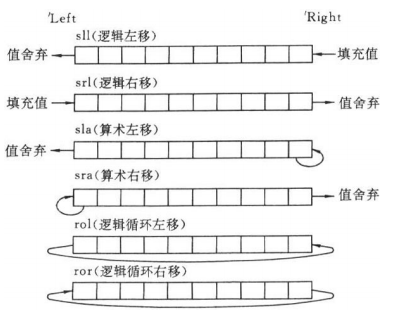 'Left 'Right
sll(逻辑左移)
值舍弃 填充值
srl(逻辑右移)
填充值 值舍弃
sla(算术左移)
值舍弃
sra(算术右移)
值舍弃
rol(逻辑循环左移)
ror(逻辑循环右移)